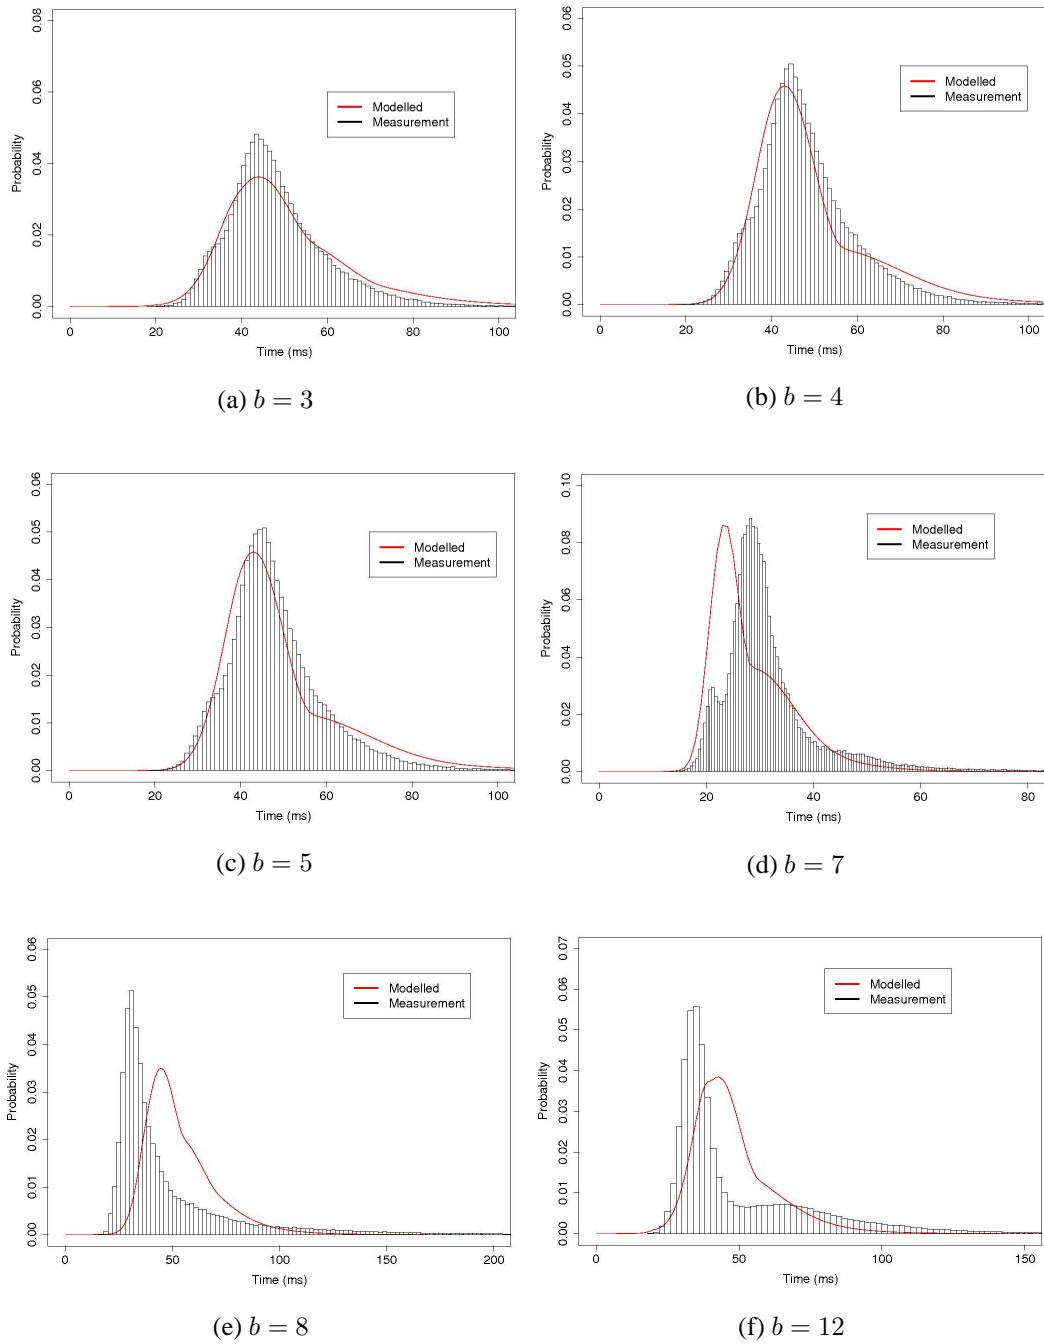 0.08
0.06
0.04
0.02
0.00
Probability
Modelled
Measurement
0 20 40 60 80 100
Time (ms)
(a) b = 3
0.06
0.05
0.04
0.03
0.02
0.01
0.00
Probability
Modelled
Measurement
0 20 40 60 80 100
Time (ms)
(b) b = 4
0.06
0.05
0.04
0.03
0.02
0.01
0.00
Probability
Modelled
Measurement
0 20 40 60 80 100
Time (ms)
(c) b = 5
0.10
0.08
0.06
0.04
0.02
0.00
Probability
Modelled
Measurement
0 20 40 60 80
Time (ms)
(d) b = 7
0.06
0.05
0.04
0.03
0.02
0.01
0.00
Probability
Modelled
Measurement
0 50 100 150 200
Time (ms)
(e) b = 8
0.07
0.06
0.05
0.04
0.03
0.02
0.01
0.00
Probability
Modelled
Measurement
0 50 100 150
Time (ms)
(f) b = 12